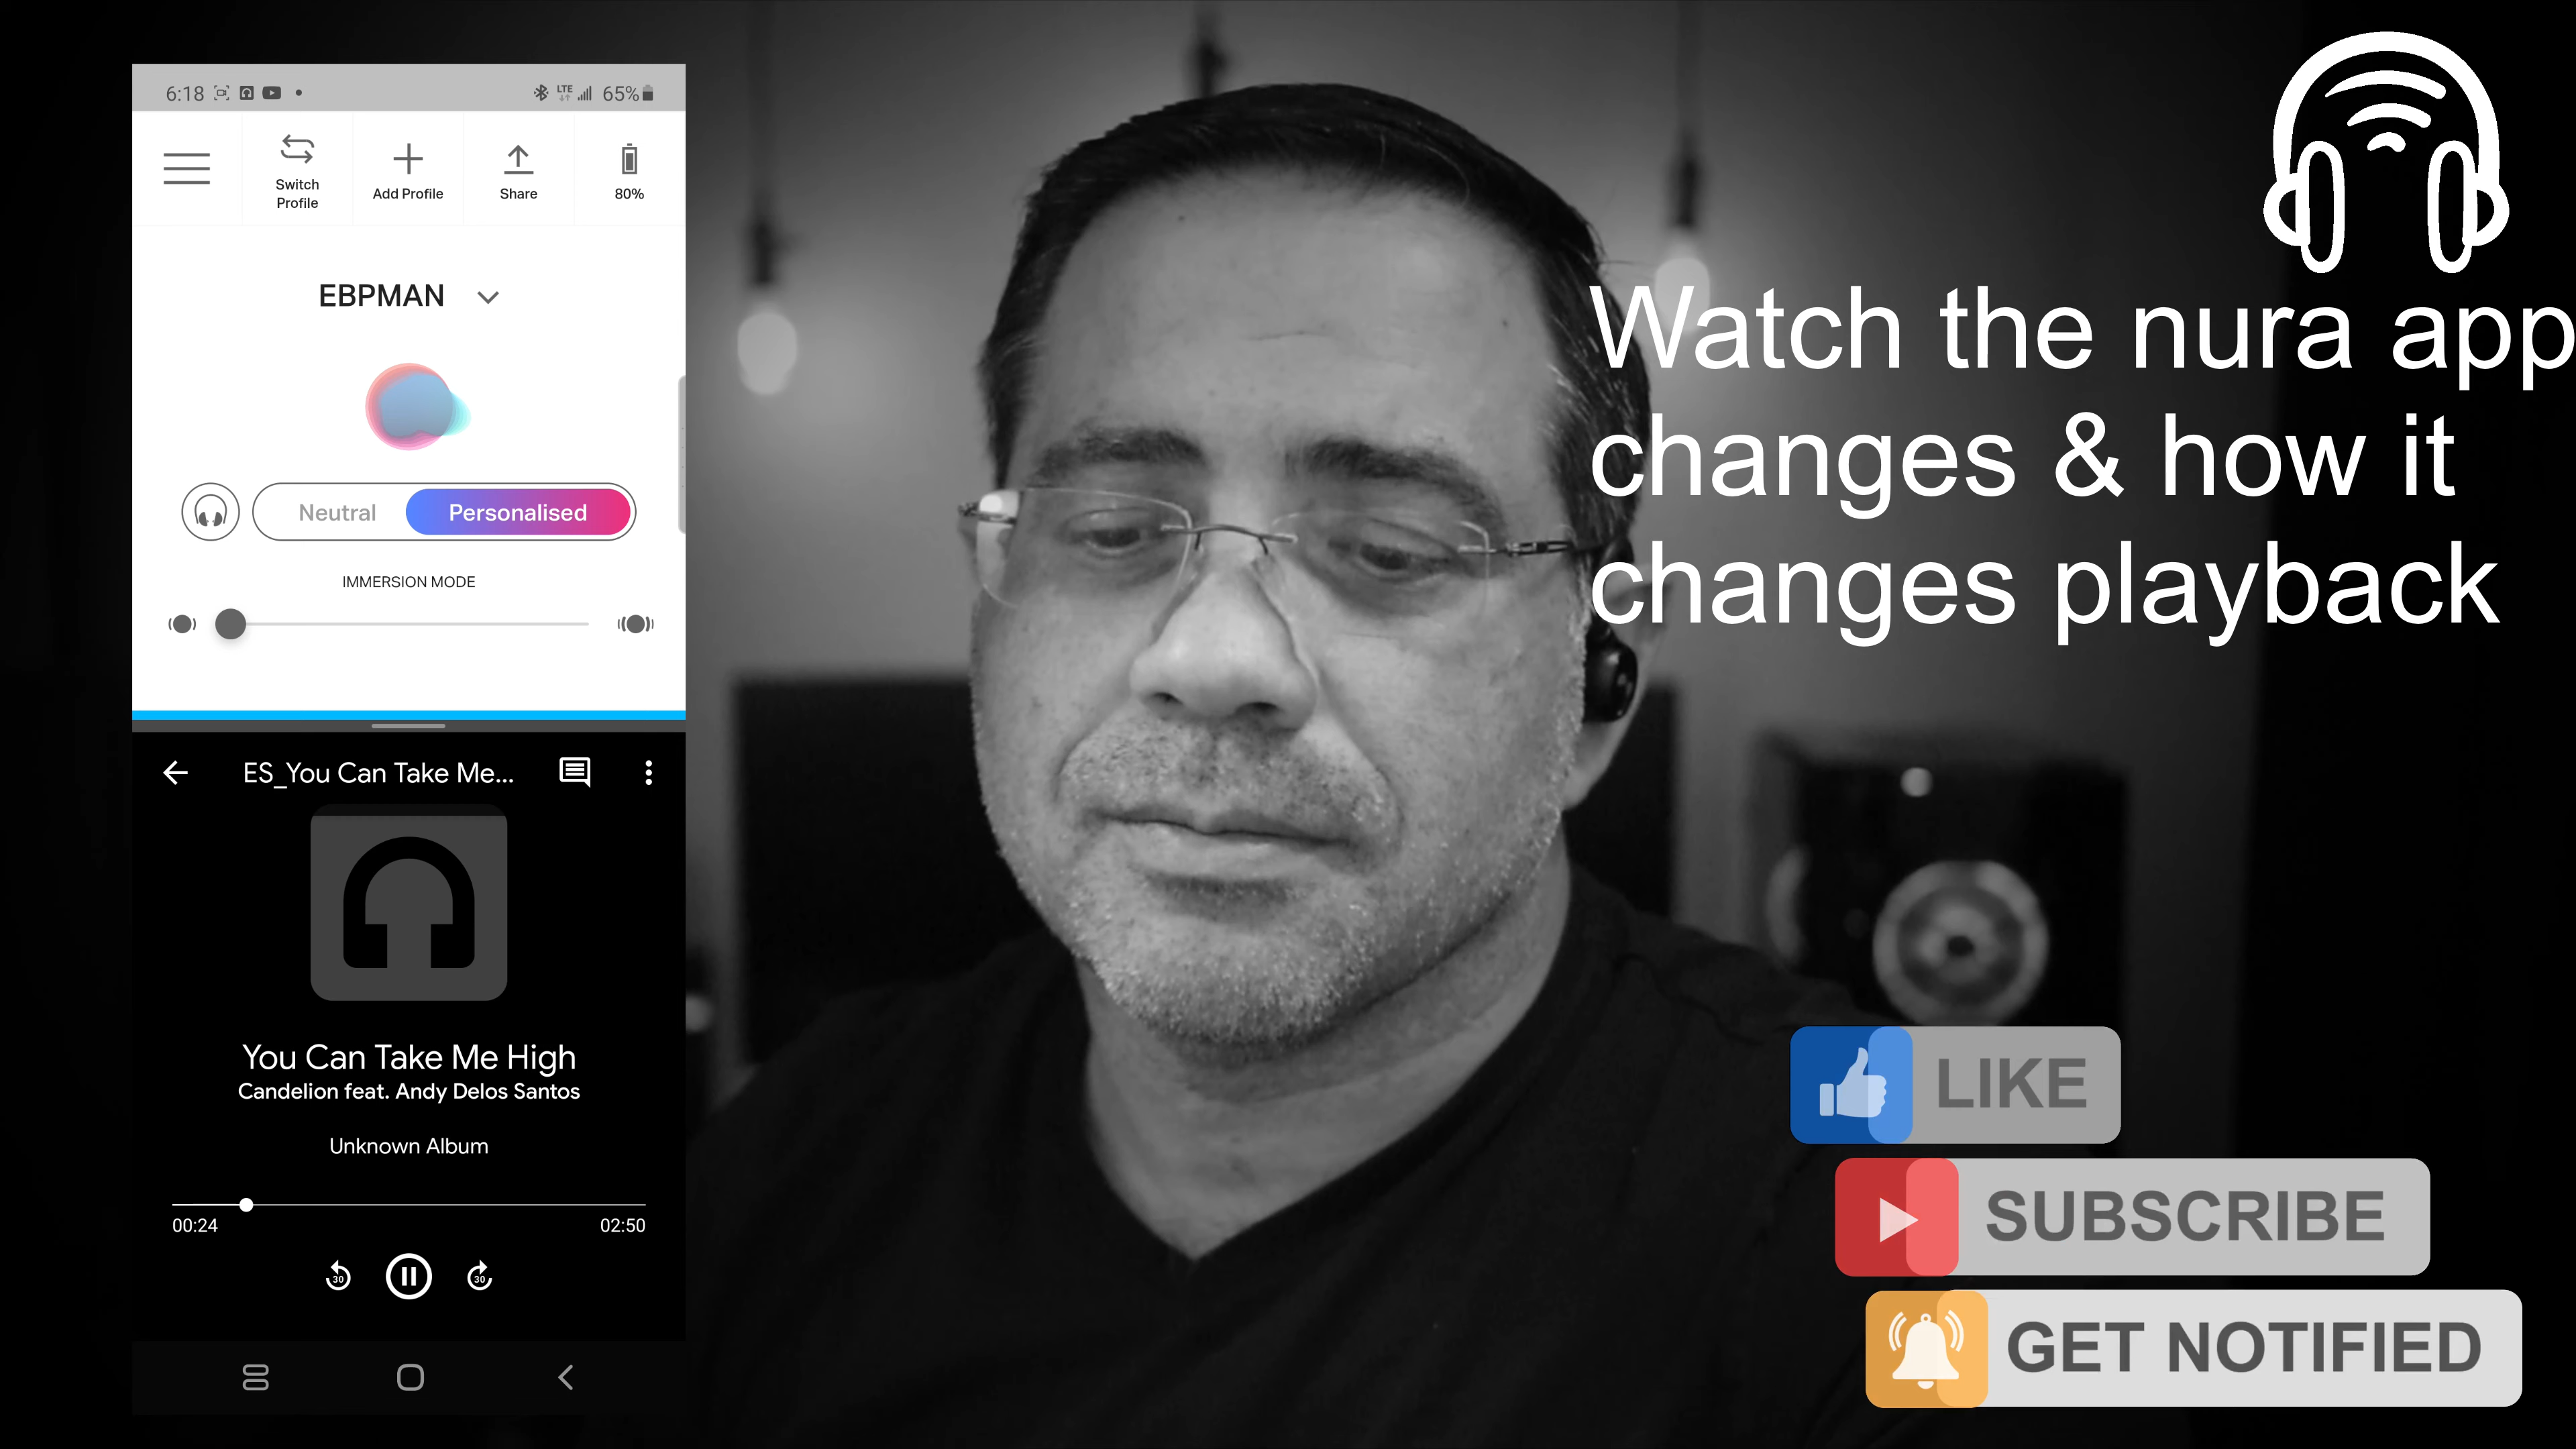 6:18
LTE
65%
Switch
Profile
Add Profile
Share
80%
EBPMAN
Neutral
Personalised
IMMERSION MODE
ES_You Can Take Me...
You Can Take Me High
Candelion feat. Andy Delos Santos
Unknown Album
00:24
02:50
30
30
Watch the nura app
changes & how it
changes playback
LIKE
SUBSCRIBE
GET NOTIFIED